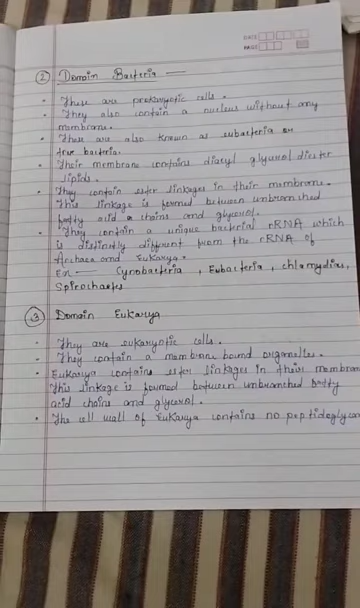 DATE
PAGE
② Domain Bacteria —
• These are prokaryotic cells.
• They also contain a nucleus without any
membrane.
• These are also known as eubacteria or
true bacteria.
• Their membrane contains diacyl glycerol diester
lipids.
• They contain ester linkages in their membrane.
This linkage is formed between unbranched
fatty acid chains and glycerol.
• They contain a unique bacterial rRNA which
is distinctly different from the rRNA of
Archaea and Eukarya.
Ex — Cynobacteria, Eubacteria, chlamydias,
Spirochaetes
③ Domain Eukarya
• They are eukaryotic cells.
• They contain a membrane bound organelles.
• Eukarya contains ester linkages in their membran
This linkage is formed between unbranched fatty
acid chains and glycerol.
• The cell wall of Eukarya contains no peptidoglycan